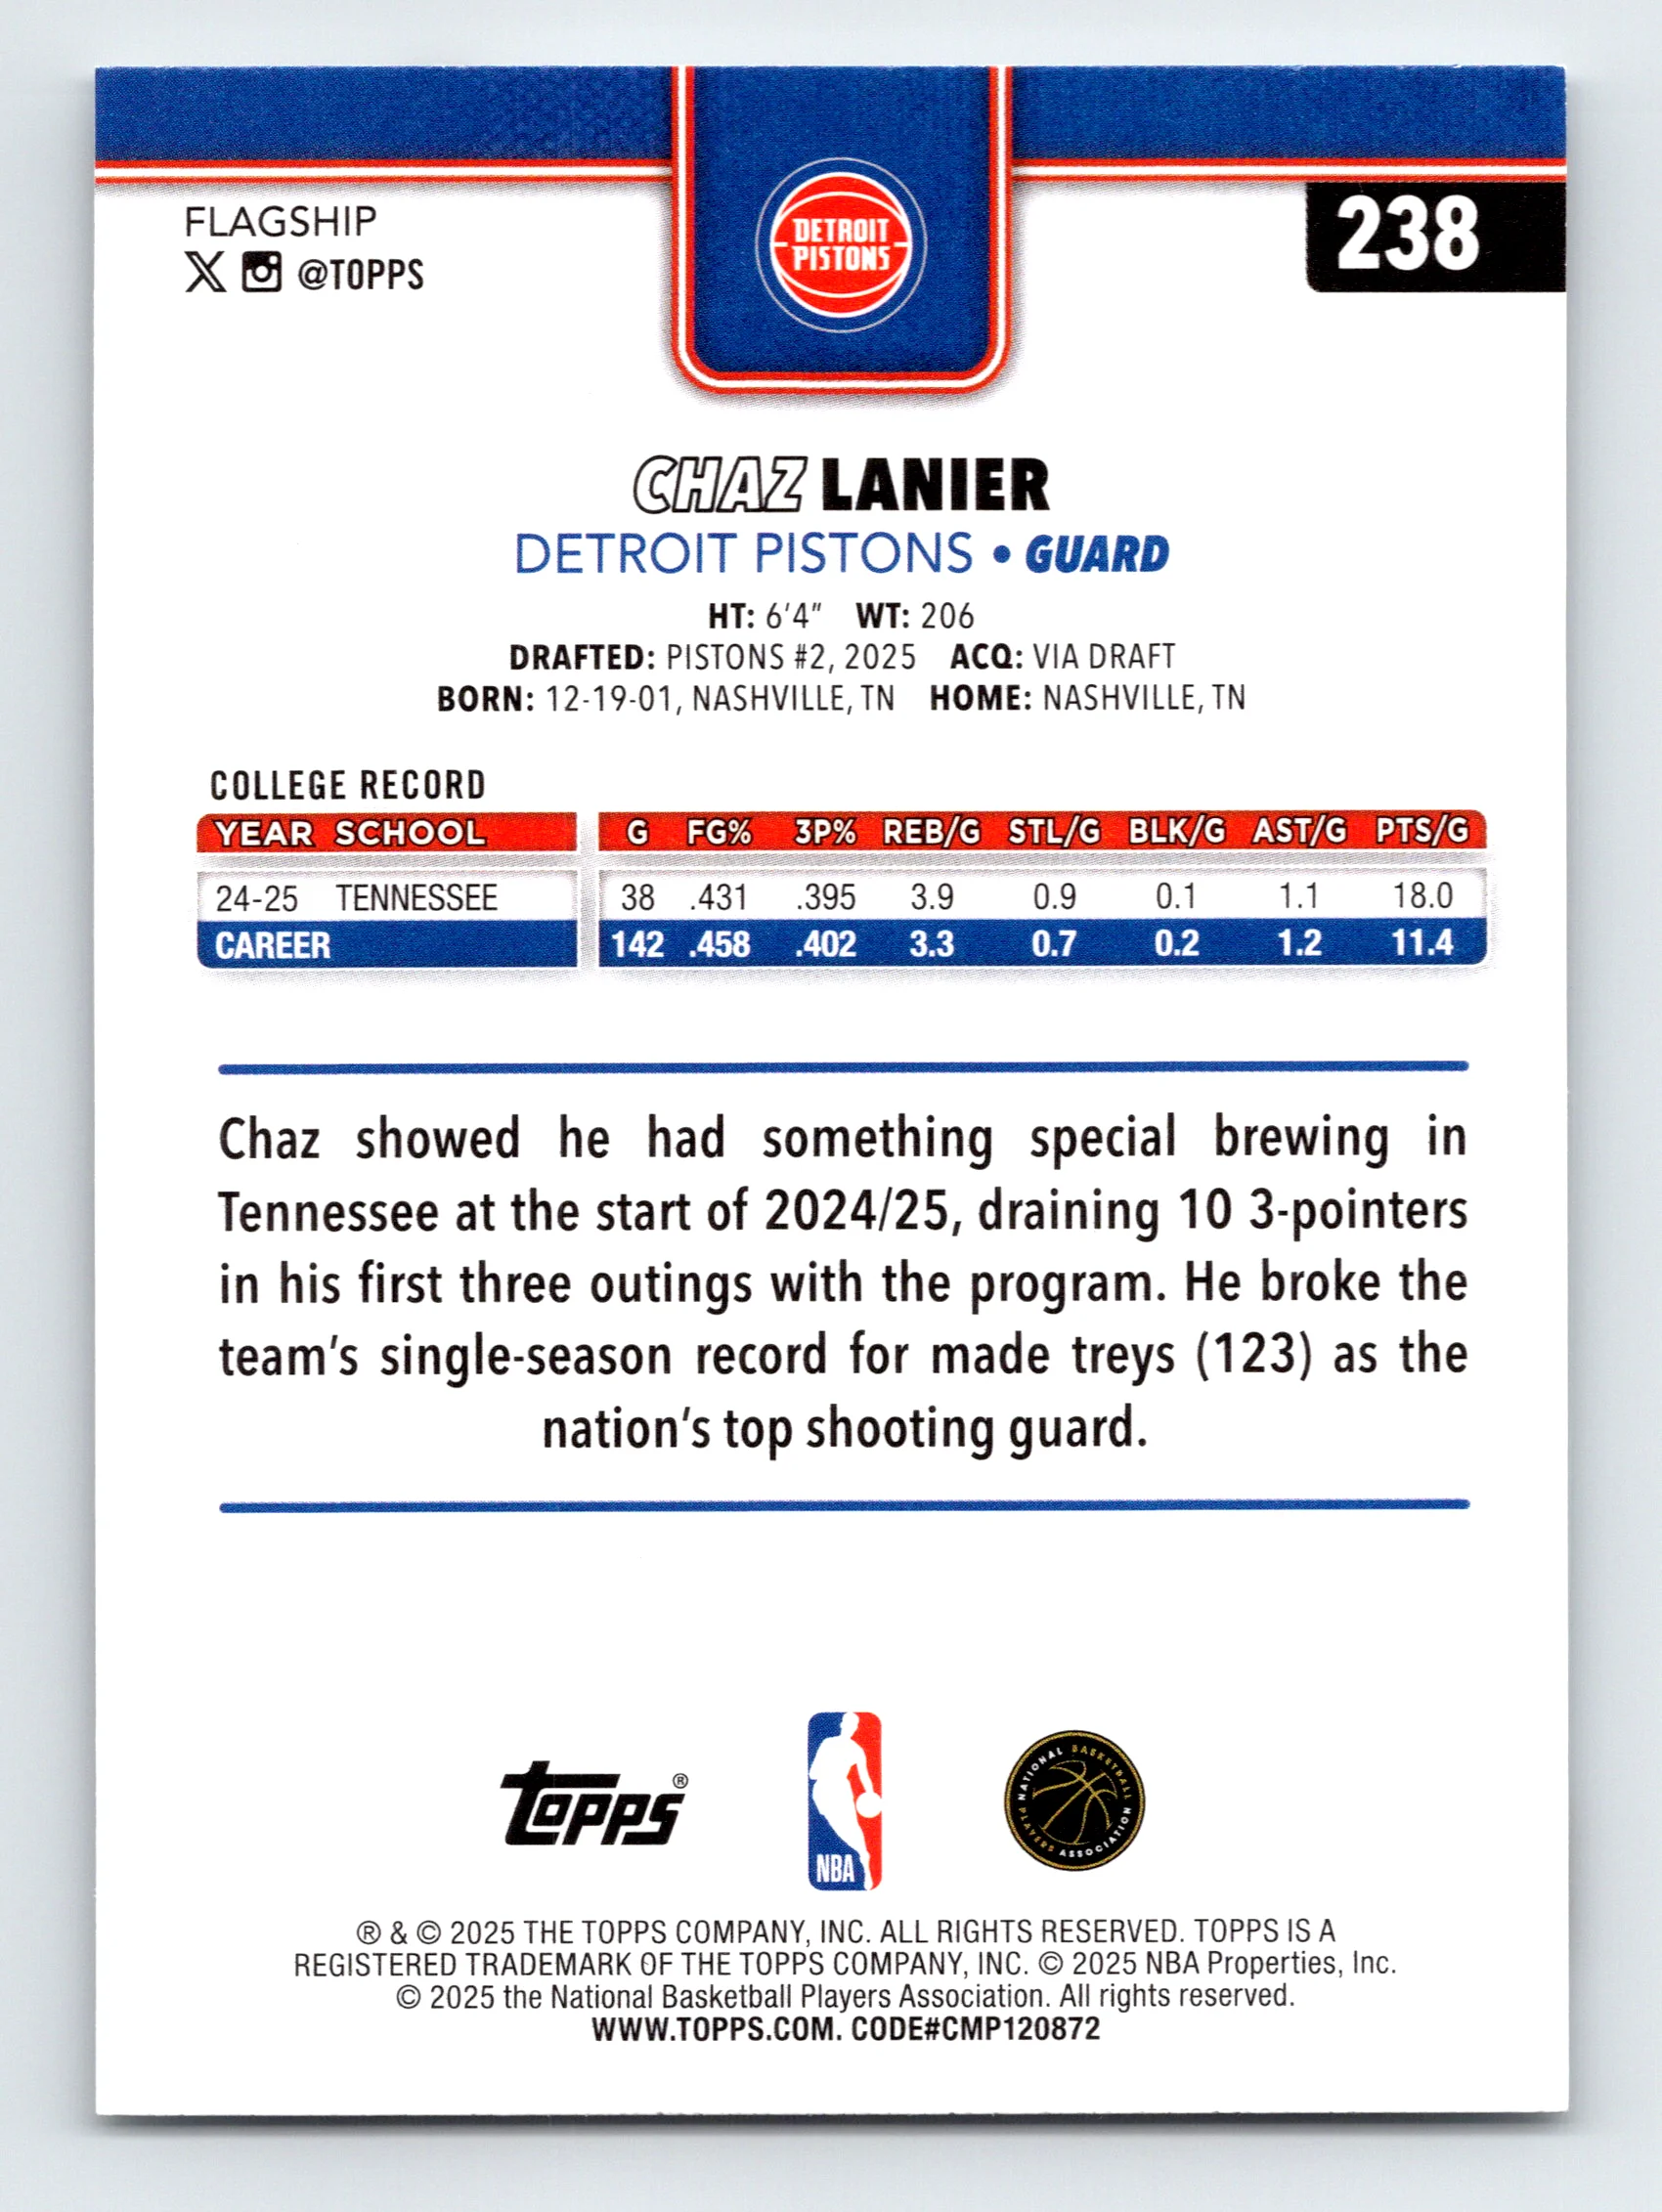 FLAGSHIP
@TOPPS
DETROIT
PISTONS
238
CHAZ LANIER
DETROIT PISTONS • GUARD
HT: 6'4" WT: 206
DRAFTED: PISTONS #2, 2025 ACQ: VIA DRAFT
BORN: 12-19-01, NASHVILLE, TN HOME: NASHVILLE, TN
COLLEGE RECORD
YEAR SCHOOL G FG% 3P% REB/G STL/G BLK/G AST/G PTS/G
24-25 TENNESSEE 38 .431 .395 3.9 0.9 0.1 1.1 18.0
CAREER 142 .458 .402 3.3 0.7 0.2 1.2 11.4
Chaz showed he had something special brewing in
Tennessee at the start of 2024/25, draining 10 3-pointers
in his first three outings with the program. He broke the
team's single-season record for made treys (123) as the
nation's top shooting guard.
Topps®
NBA
NATIONAL BASKETBALL PLAYERS ASSOCIATION
® & © 2025 THE TOPPS COMPANY, INC. ALL RIGHTS RESERVED. TOPPS IS A
REGISTERED TRADEMARK OF THE TOPPS COMPANY, INC. © 2025 NBA Properties, Inc.
© 2025 the National Basketball Players Association. All rights reserved.
WWW.TOPPS.COM. CODE#CMP120872